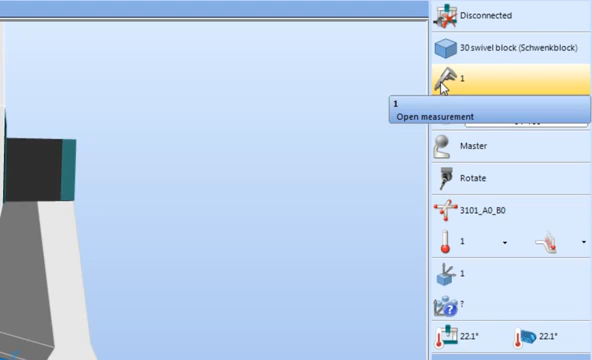 Disconnected
30 swivel block (Schwenkblock)
1
1
Open measurement
Master
Rotate
3101_A0_B0
1
1
?
22.1°
22.1°